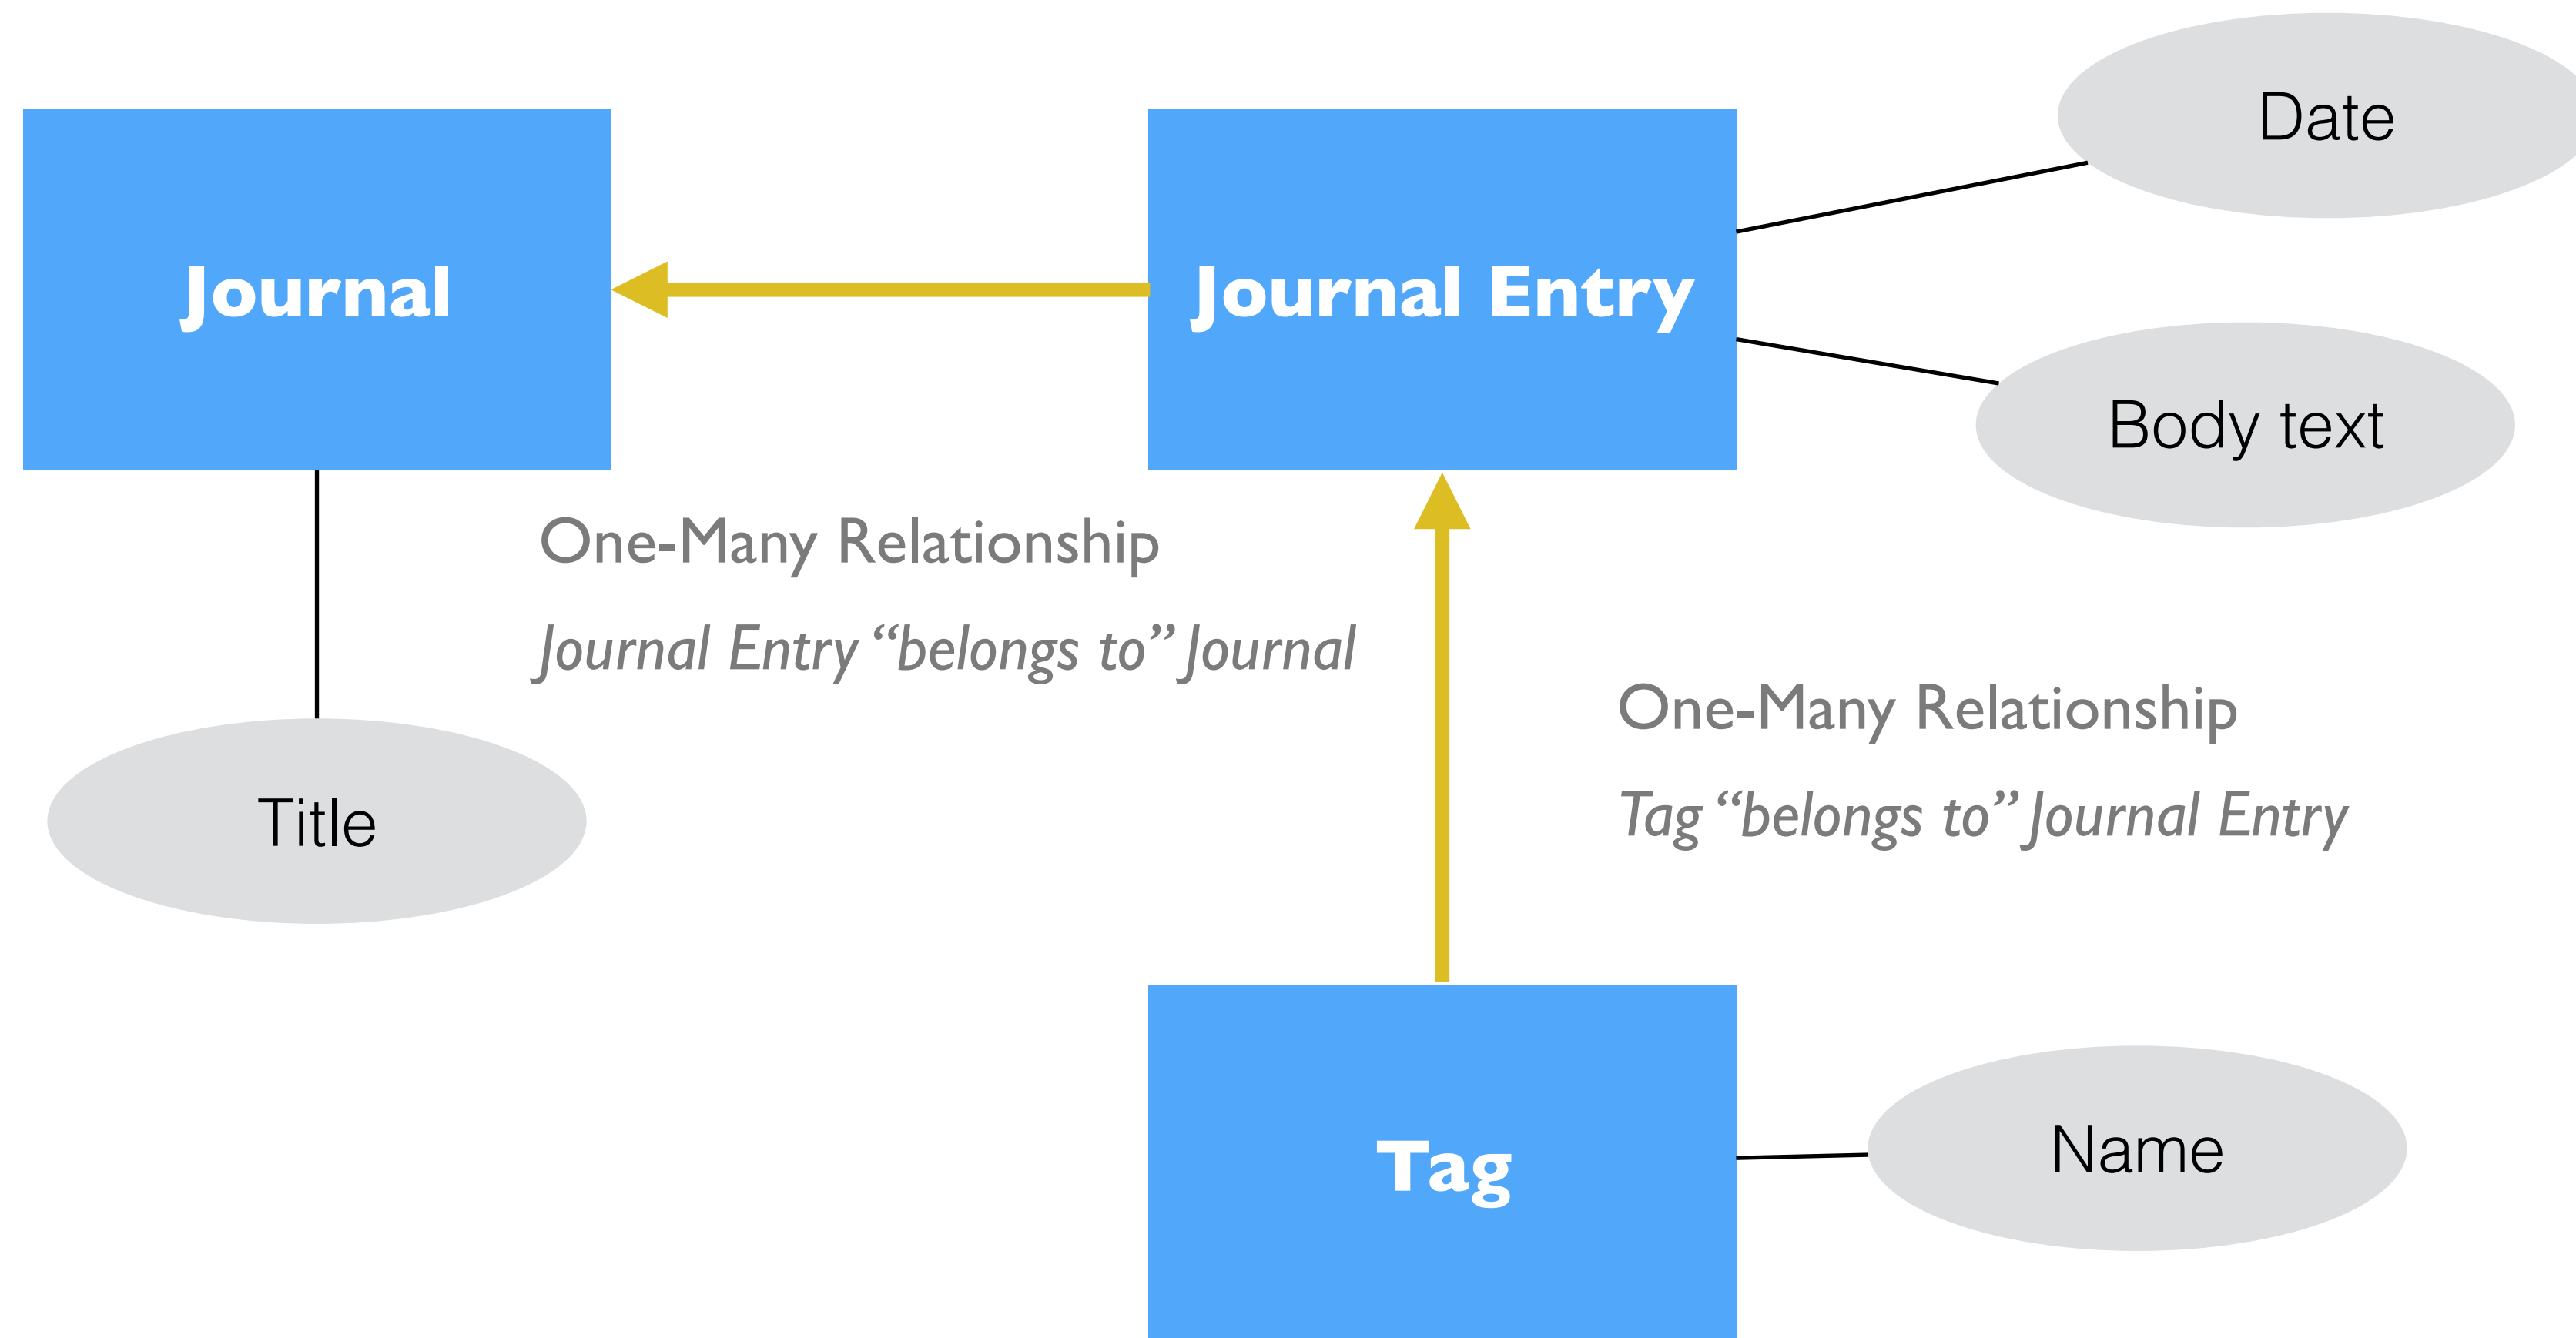 Date
Journal
Journal Entry
Body text
One-Many Relationship
Journal Entry “belongs to” Journal
One-Many Relationship
Tag “belongs to” Journal Entry
Title
Tag
Name